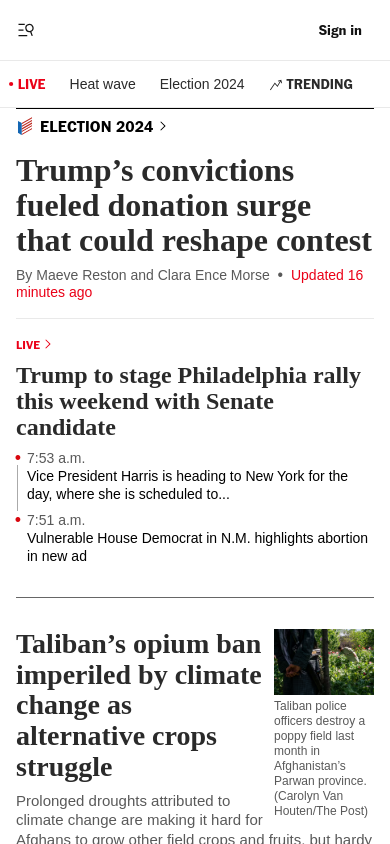 Sign in
LIVE
Heat wave
Election 2024
TRENDING
ELECTION 2024
Trump’s convictions
fueled donation surge
that could reshape contest
By Maeve Reston and Clara Ence Morse • Updated 16
minutes ago
LIVE
Trump to stage Philadelphia rally
this weekend with Senate
candidate
7:53 a.m.
Vice President Harris is heading to New York for the
day, where she is scheduled to...
7:51 a.m.
Vulnerable House Democrat in N.M. highlights abortion
in new ad
Taliban’s opium ban
imperiled by climate
change as
alternative crops
struggle
Taliban police
officers destroy a
poppy field last
month in
Afghanistan’s
Parwan province.
(Carolyn Van
Houten/The Post)
Prolonged droughts attributed to
climate change are making it hard for
Afghans to grow other field crops and fruits, but hardy